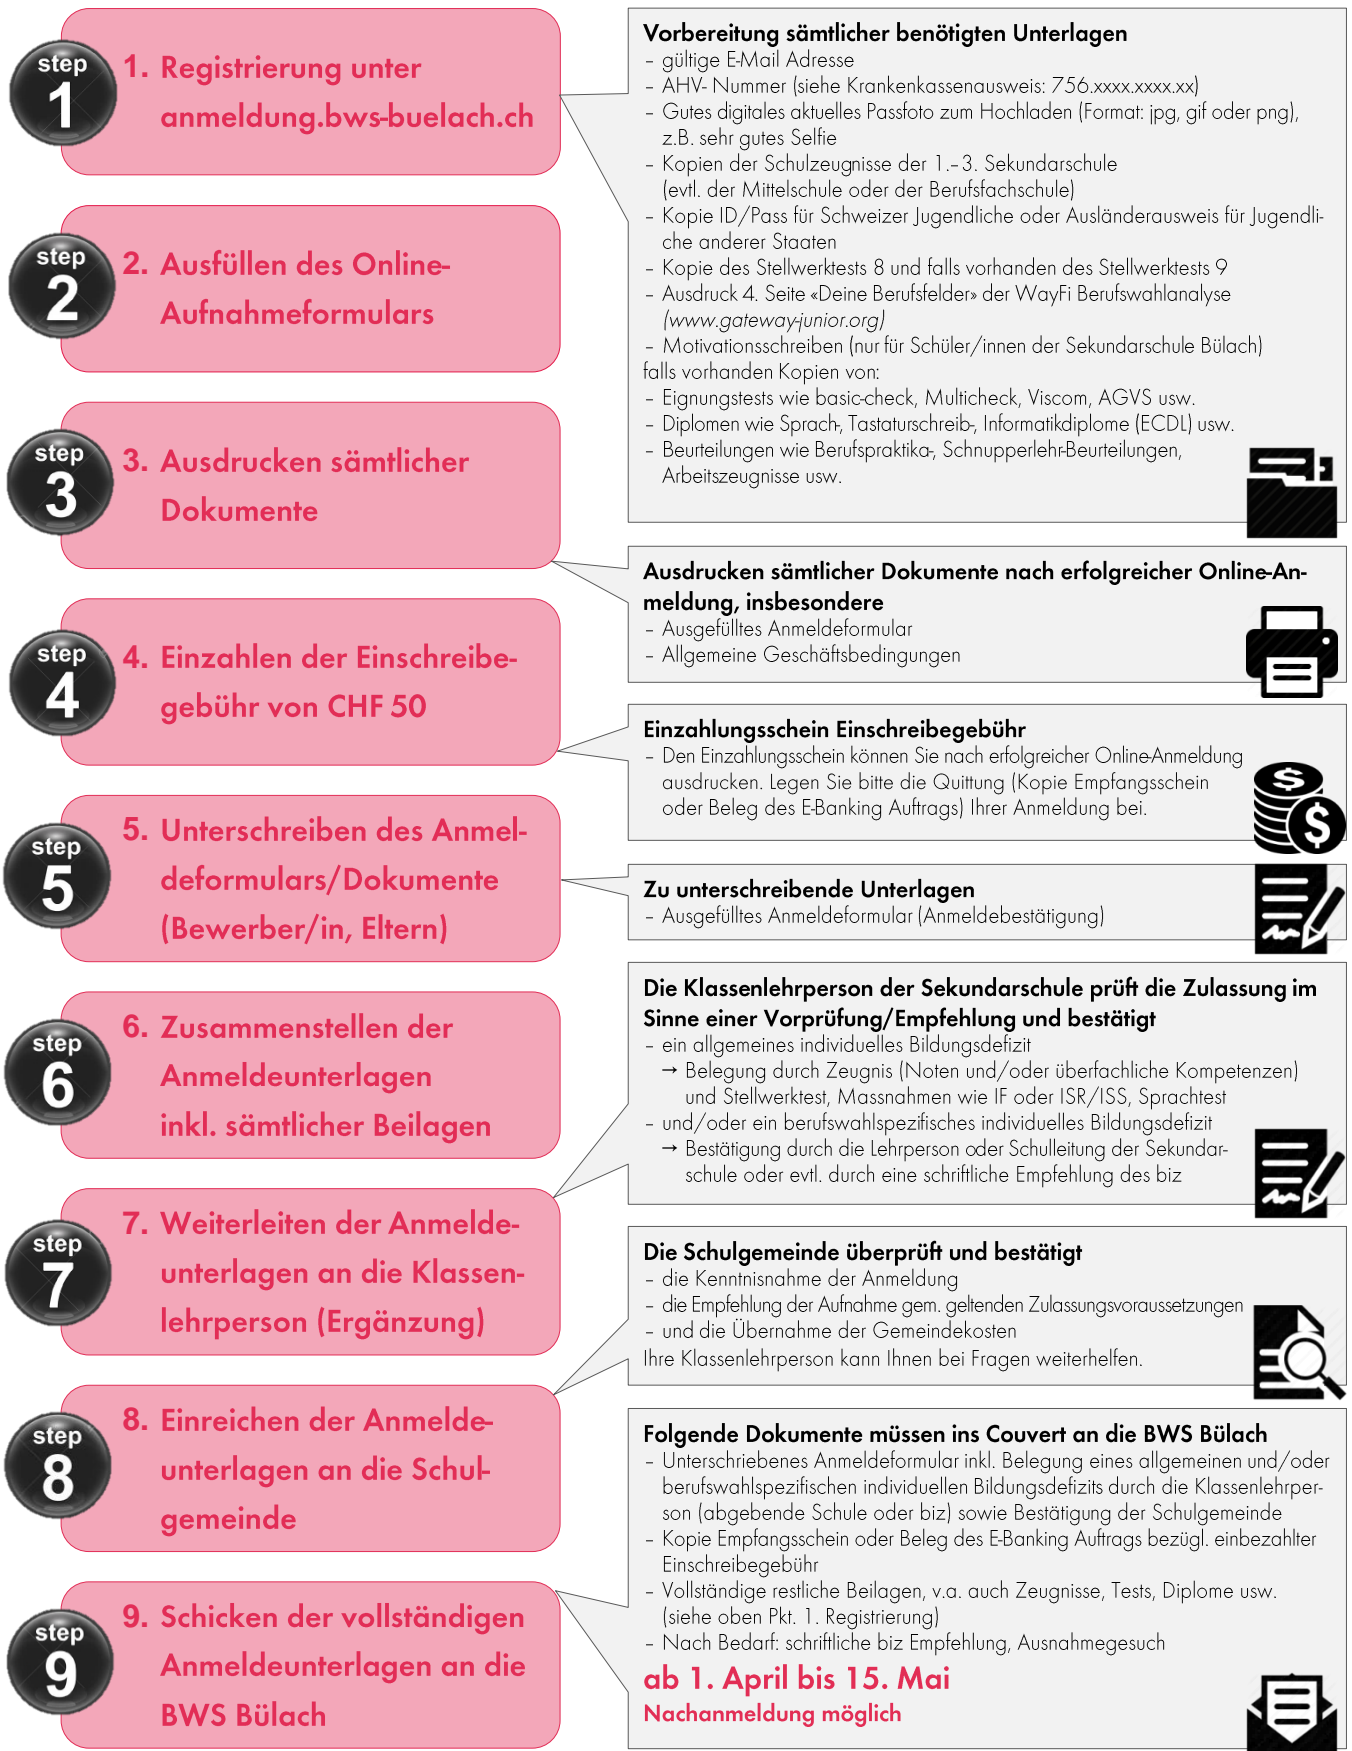 step
1
1. Registrierung unter
anmeldung.bws-buelach.ch
Vorbereitung sämtlicher benötigten Unterlagen
– gültige E-Mail Adresse
– AHV- Nummer (siehe Krankenkassenausweis: 756.xxxx.xxxx.xx)
– Gutes digitales aktuelles Passfoto zum Hochladen (Format: jpg, gif oder png),
z.B. sehr gutes Selfie
– Kopien der Schulzeugnisse der 1.–3. Sekundarschule
(evtl. der Mittelschule oder der Berufsfachschule)
– Kopie ID/Pass für Schweizer Jugendliche oder Ausländerausweis für Jugendli-
che anderer Staaten
– Kopie des Stellwerktests 8 und falls vorhanden des Stellwerktests 9
– Ausdruck 4. Seite «Deine Berufsfelder» der WayFi Berufswahlanalyse
(www.gateway-junior.org)
– Motivationsschreiben (nur für Schüler/innen der Sekundarschule Bülach)
falls vorhanden Kopien von:
– Eignungstests wie basic-check, Multicheck, Viscom, AGVS usw.
– Diplomen wie Sprach-, Tastaturschreib-, Informatikdiplome (ECDL) usw.
– Beurteilungen wie Berufspraktika-, Schnupperlehr-Beurteilungen,
Arbeitszeugnisse usw.
step
2
2. Ausfüllen des Online-
Aufnahmeformulars
step
3
3. Ausdrucken sämtlicher
Dokumente
Ausdrucken sämtlicher Dokumente nach erfolgreicher Online-An-
meldung, insbesondere
– Ausgefülltes Anmeldeformular
– Allgemeine Geschäftsbedingungen
step
4
4. Einzahlen der Einschreibe-
gebühr von CHF 50
Einzahlungsschein Einschreibegebühr
– Den Einzahlungsschein können Sie nach erfolgreicher Online-Anmeldung
ausdrucken. Legen Sie bitte die Quittung (Kopie Empfangsschein
oder Beleg des E-Banking Auftrags) Ihrer Anmeldung bei.
$
$
step
5
5. Unterschreiben des Anmel-
deformulars/Dokumente
(Bewerber/in, Eltern)
Zu unterschreibende Unterlagen
– Ausgefülltes Anmeldeformular (Anmeldebestätigung)
step
6
6. Zusammenstellen der
Anmeldeunterlagen
inkl. sämtlicher Beilagen
Die Klassenlehrperson der Sekundarschule prüft die Zulassung im
Sinne einer Vorprüfung/Empfehlung und bestätigt
– ein allgemeines individuelles Bildungsdefizit
→ Belegung durch Zeugnis (Noten und/oder überfachliche Kompetenzen)
und Stellwerktest, Massnahmen wie IF oder ISR/ISS, Sprachtest
– und/oder ein berufswahlspezifisches individuelles Bildungsdefizit
→ Bestätigung durch die Lehrperson oder Schulleitung der Sekundar-
schule oder evtl. durch eine schriftliche Empfehlung des biz
step
7
7. Weiterleiten der Anmelde-
unterlagen an die Klassen-
lehrperson (Ergänzung)
Die Schulgemeinde überprüft und bestätigt
– die Kenntnisnahme der Anmeldung
– die Empfehlung der Aufnahme gem. geltenden Zulassungsvoraussetzungen
– und die Übernahme der Gemeindekosten
Ihre Klassenlehrperson kann Ihnen bei Fragen weiterhelfen.
step
8
8. Einreichen der Anmelde-
unterlagen an die Schul-
gemeinde
step
9
9. Schicken der vollständigen
Anmeldeunterlagen an die
BWS Bülach
Folgende Dokumente müssen ins Couvert an die BWS Bülach
– Unterschriebenes Anmeldeformular inkl. Belegung eines allgemeinen und/oder
berufswahlspezifischen individuellen Bildungsdefizits durch die Klassenlehrper-
son (abgebende Schule oder biz) sowie Bestätigung der Schulgemeinde
– Kopie Empfangsschein oder Beleg des E-Banking Auftrags bezügl. einbezahlter
Einschreibegebühr
– Vollständige restliche Beilagen, v.a. auch Zeugnisse, Tests, Diplome usw.
(siehe oben Pkt. 1. Registrierung)
– Nach Bedarf: schriftliche biz Empfehlung, Ausnahmegesuch
ab 1. April bis 15. Mai
Nachanmeldung möglich